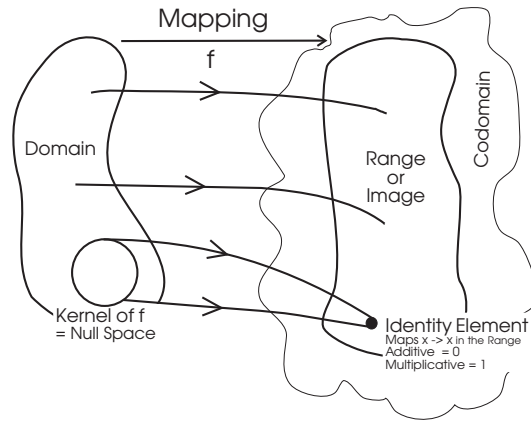 Mapping
f
Domain
Range
or
Image
Codomain
Kernel of f
= Null Space
Identity Element
Maps x -> x in the Range
Additive = 0
Multiplicative = 1